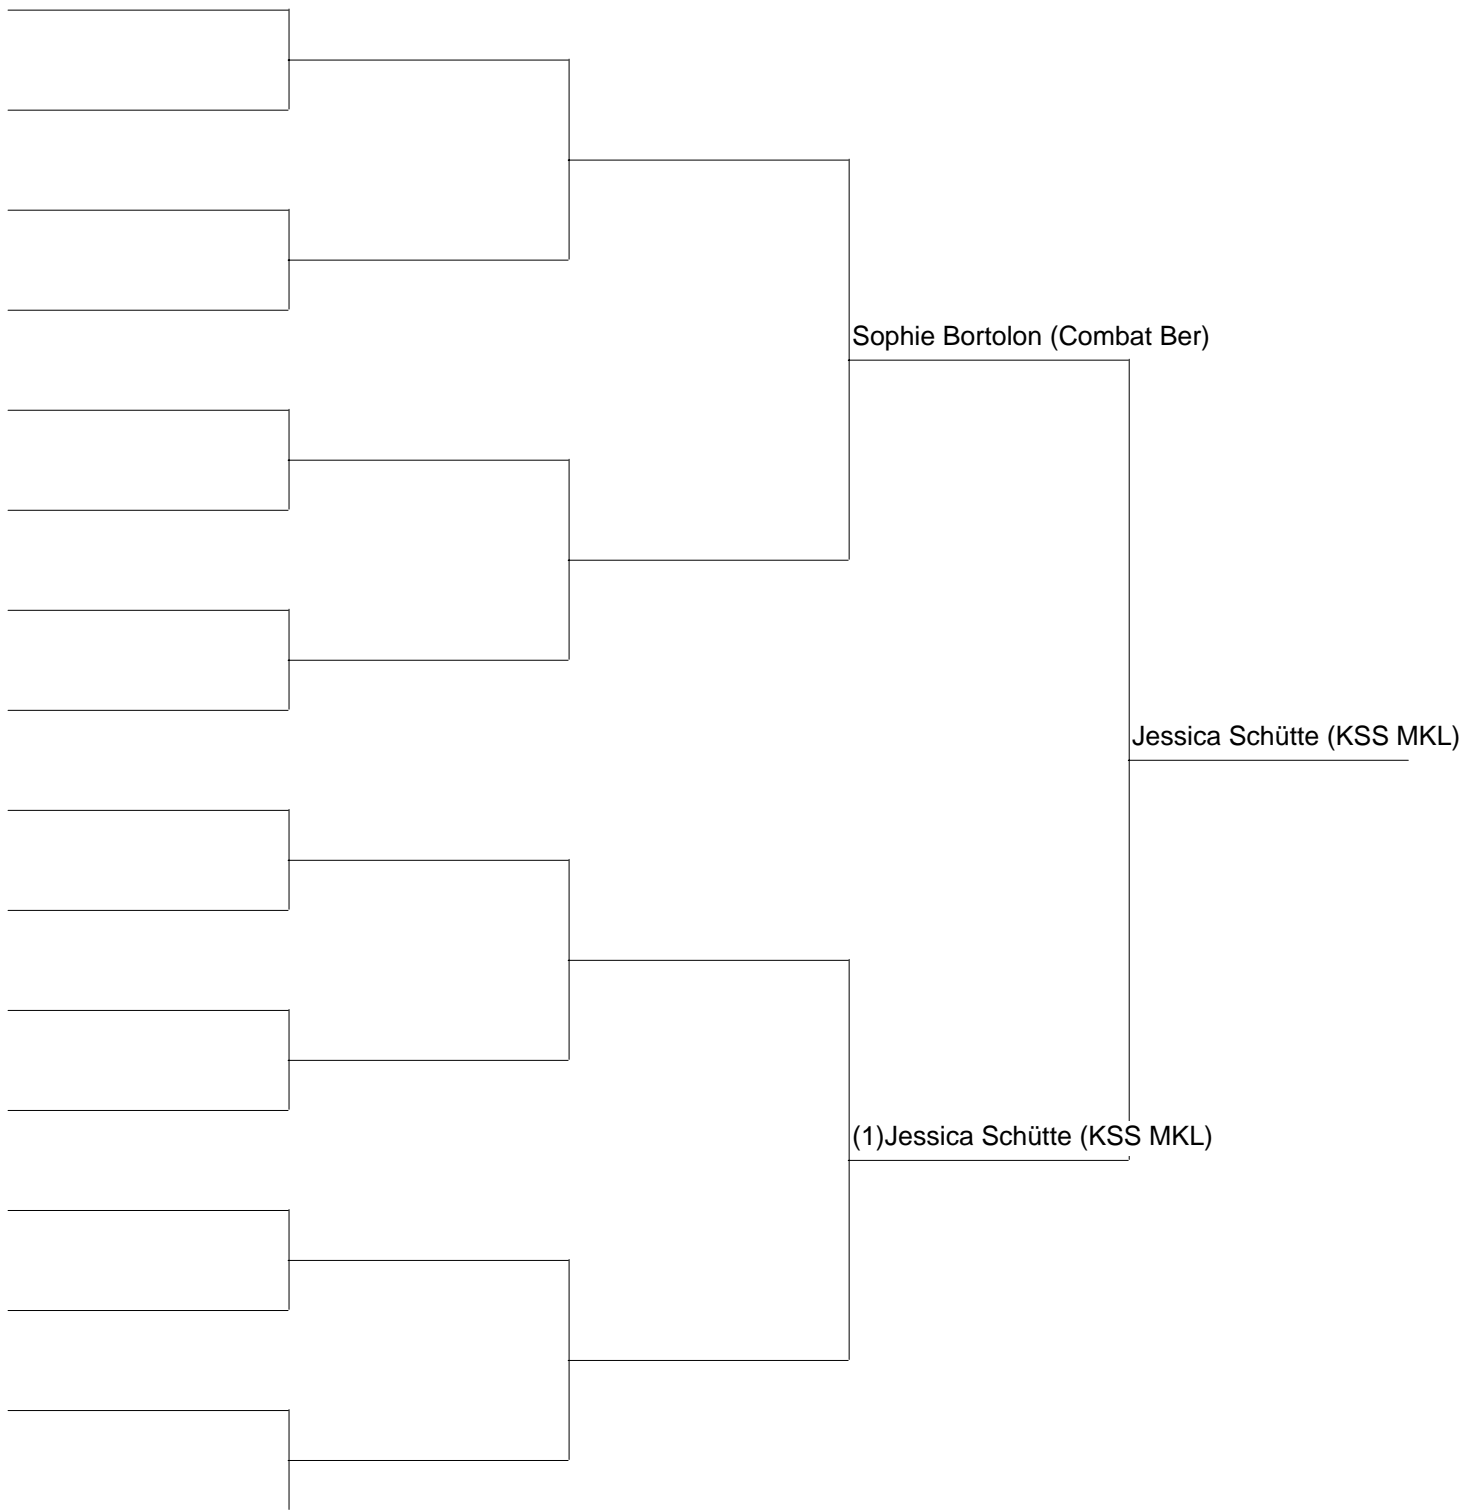 Sophie Bortolon (Combat Ber)
Jessica Schütte (KSS MKL)
(1)Jessica Schütte (KSS MKL)